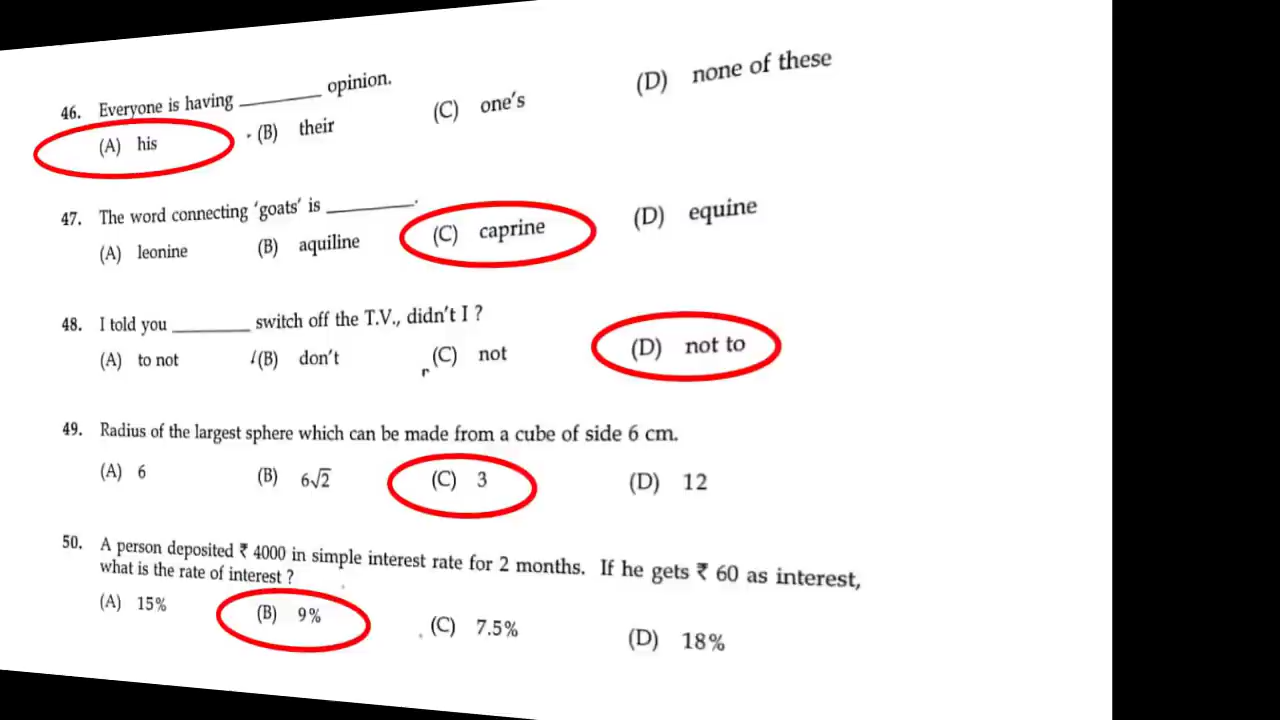 46. Everyone is having ________ opinion.
(A) his (B) their (C) one's (D) none of these
47. The word connecting 'goats' is ________.
(A) leonine (B) aquiline (C) caprine (D) equine
48. I told you ________ switch off the T.V., didn't I ?
(A) to not (B) don't (C) not (D) not to
49. Radius of the largest sphere which can be made from a cube of side 6 cm.
(A) 6 (B) 6√2 (C) 3 (D) 12
50. A person deposited ₹ 4000 in simple interest rate for 2 months. If he gets ₹ 60 as interest,
what is the rate of interest ?
(A) 15% (B) 9% (C) 7.5% (D) 18%